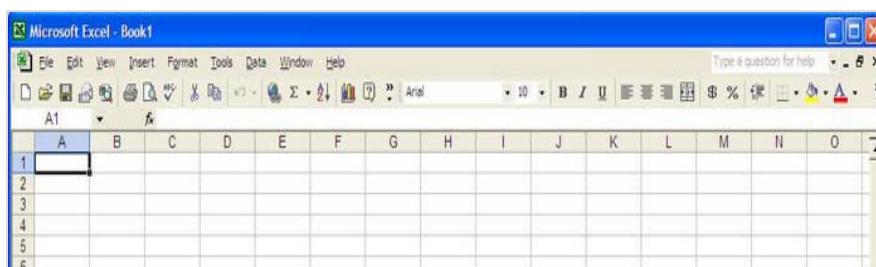 Microsoft Excel - Book1
File Edit View Insert Format Tools Data Window Help Type a question for help
Arial 10 B I U $ %
A1 fx
A B C D E F G H I J K L M N O
1
2
3
4
5
6